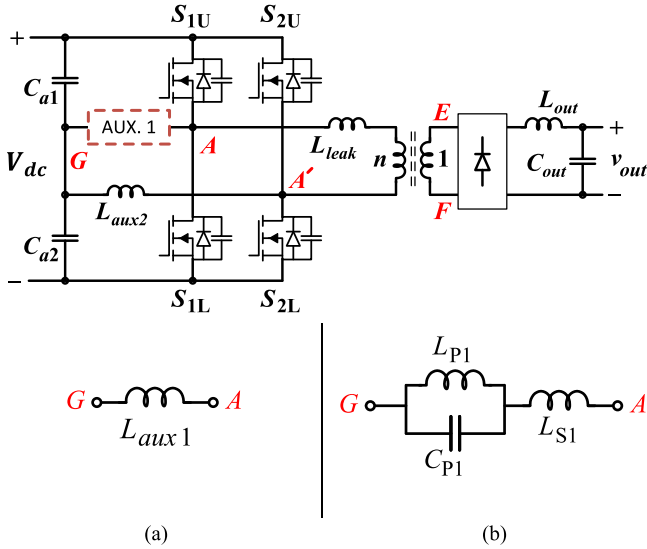 S1U S2U
+
Ca1
AUX. 1
G
A
Lleak
E
Lout
+
Vdc
A′
n
1
Cout
vout
Laux2
F
−
Ca2
−
S1L S2L
G
A
Laux1
LP1
G
A
LS1
CP1
(a)
(b)